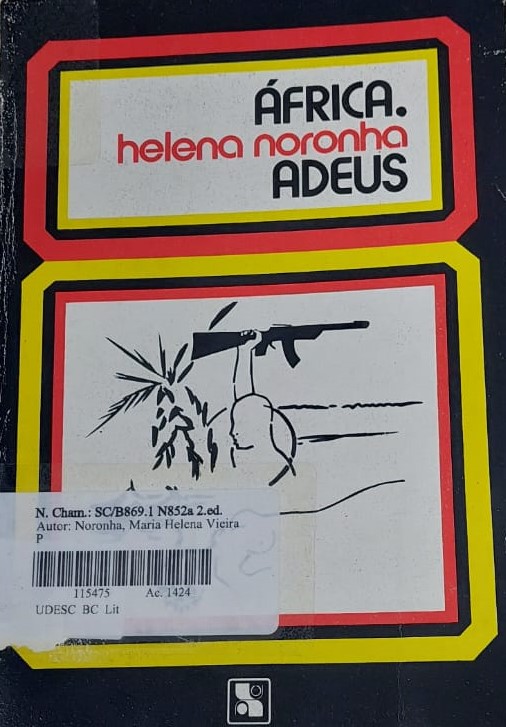 ÁFRICA.
helena noronha
ADEUS
N. Cham.: SC/B869.1 N852a 2.ed.
Autor: Noronha, Maria Helena Vieira
P
115475 Ac. 1424
UDESC BC Lit